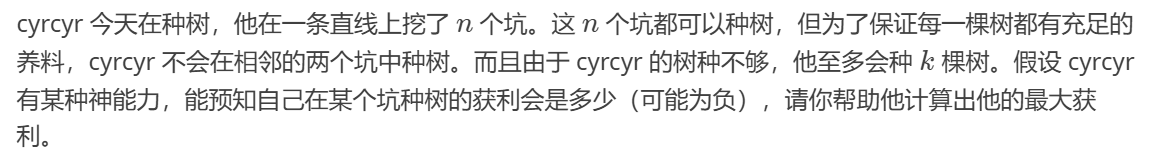 cyrcyr 今天在种树，他在一条直线上挖了 n 个坑。这 n 个坑都可以种树，但为了保证每一棵树都有充足的
养料，cyrcyr 不会在相邻的两个坑中种树。而且由于 cyrcyr 的树种不够，他至多会种 k 棵树。假设 cyrcyr
有某种神能力，能预知自己在某个坑种树的获利会是多少（可能为负），请你帮助他计算出他的最大获
利。